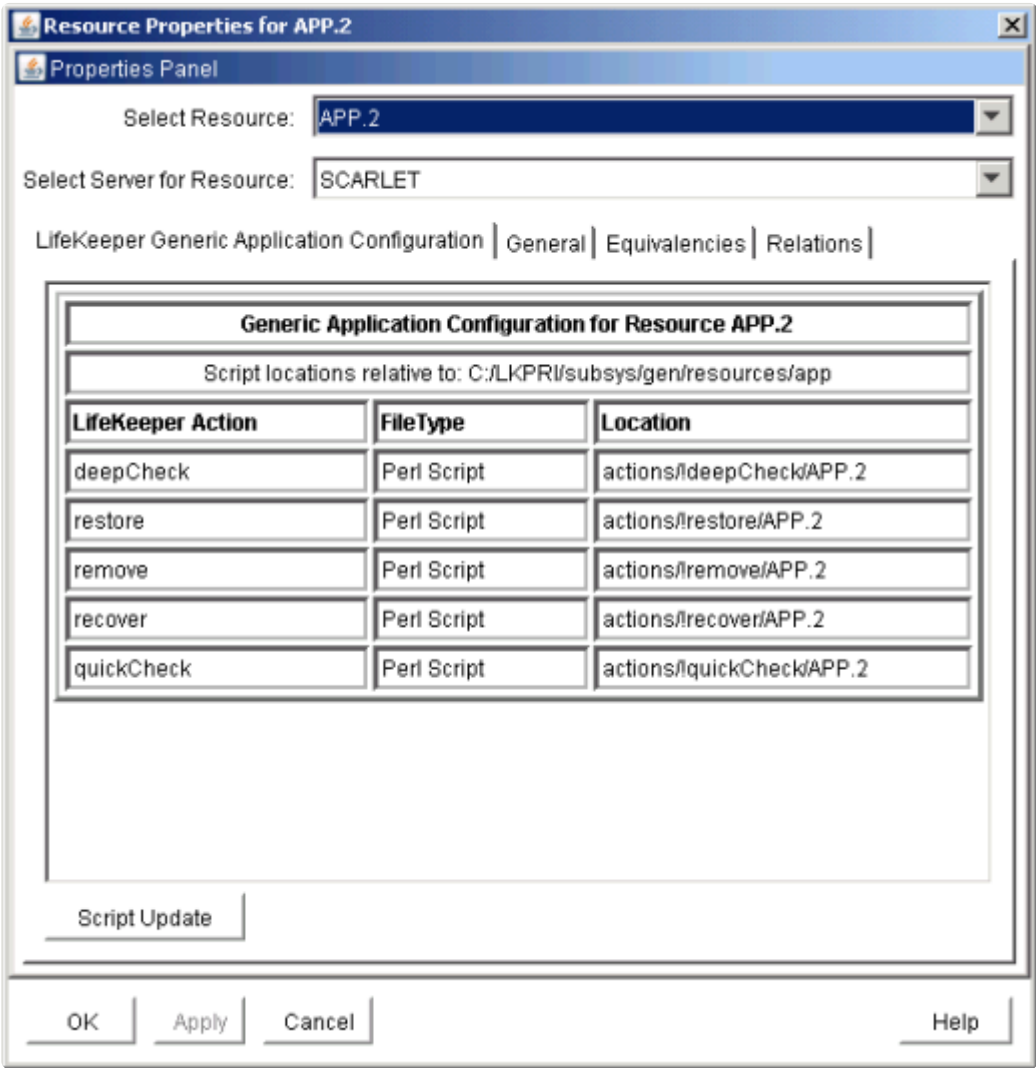 Resource Properties for APP.2
Properties Panel
Select Resource: APP.2
Select Server for Resource: SCARLET
LifeKeeper Generic Application Configuration General Equivalencies Relations
Generic Application Configuration for Resource APP.2
Script locations relative to: C:/LKPRI/subsys/gen/resources/app
LifeKeeper Action FileType Location
deepCheck Perl Script actions/!deepCheck/APP.2
restore Perl Script actions/!restore/APP.2
remove Perl Script actions/!remove/APP.2
recover Perl Script actions/!recover/APP.2
quickCheck Perl Script actions/!quickCheck/APP.2
Script Update
OK Apply Cancel Help